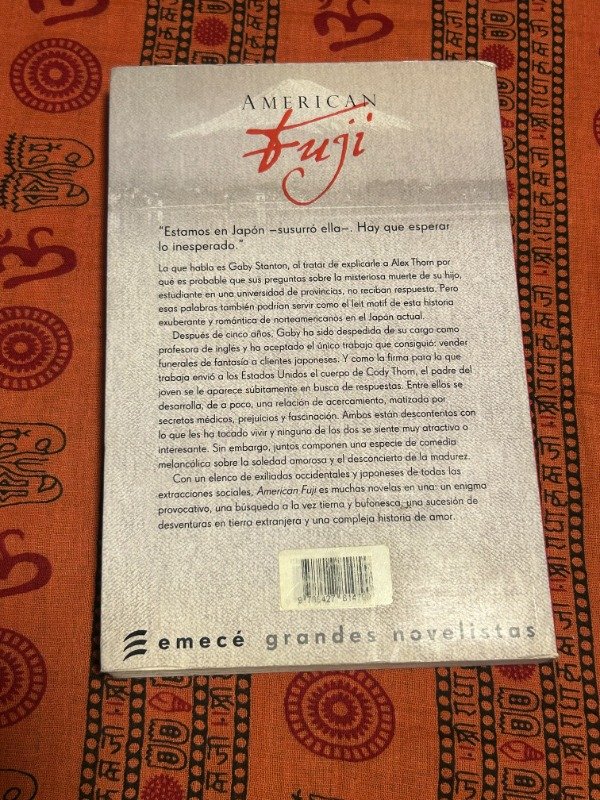 AMERICAN
Fuji
"Estamos en Japón –susurró ella–. Hay que esperar
lo inesperado."
La que habla es Gaby Stanton, al tratar de explicarle a Alex Thorn por
qué es probable que sus preguntas sobre la misteriosa muerte de su hijo,
estudiante en una universidad de provincias, no reciban respuesta. Pero
esas palabras también podrían servir como el leit motif de esta historia
exuberante y romántica de norteamericanos en el Japón actual.
Después de cinco años, Gaby ha sido despedida de su cargo como
profesora de inglés y ha aceptado el único trabajo que consiguió: vender
funerales de fantasía a clientes japoneses. Y como la firma para la que
trabaja envió a los Estados Unidos el cuerpo de Cody Thorn, el padre del
joven se le aparece súbitamente en busca de respuestas. Entre ellos se
desarrolla, de a poco, una relación de acercamiento, matizada por
secretos médicos, prejuicios y fascinación. Ambos están descontentos con
lo que les ha tocado vivir y ninguno de los dos se siente muy atractivo o
interesante. Sin embargo, juntos componen una especie de comedia
melancólica sobre la soledad amorosa y el desconcierto de la madurez.
Con un elenco de exiliados occidentales y japoneses de todas las
extracciones sociales, American Fuji es muchas novelas en una: un enigma
provocativo, una búsqueda a la vez tierna y bufonesca, una sucesión de
desventuras en tierra extranjera y una compleja historia de amor.
emecé grandes novelistas